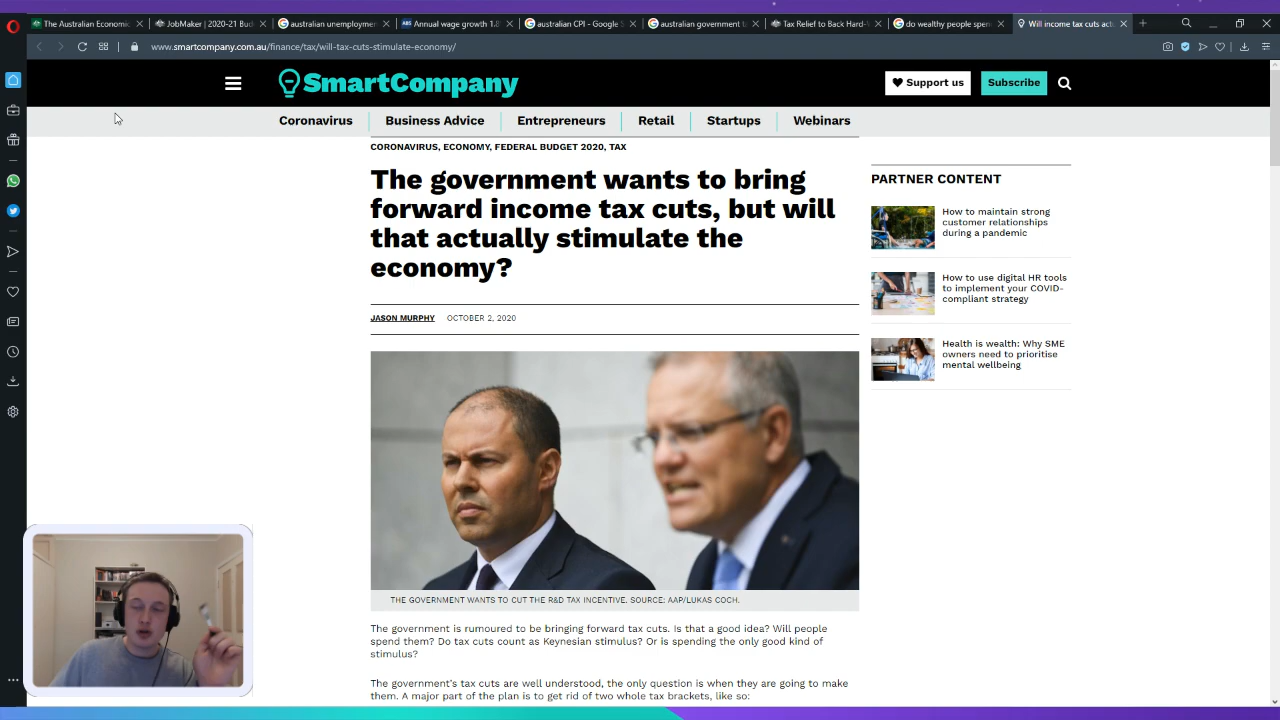 The Australian Economic
JobMaker | 2020-21 Bud
australian unemploymen
Annual wage growth 1.8
australian CPI - Google S
australian government t
Tax Relief to Back Hard-W
do wealthy people spen
Will income tax cuts actu
www.smartcompany.com.au/finance/tax/will-tax-cuts-stimulate-economy/
SmartCompany
Support us
Subscribe
Coronavirus
Business Advice
Entrepreneurs
Retail
Startups
Webinars
CORONAVIRUS, ECONOMY, FEDERAL BUDGET 2020, TAX
The government wants to bring
forward income tax cuts, but will
that actually stimulate the
economy?
JASON MURPHY OCTOBER 2, 2020
THE GOVERNMENT WANTS TO CUT THE R&D TAX INCENTIVE. SOURCE: AAP/LUKAS COCH.
The government is rumoured to be bringing forward tax cuts. Is that a good idea? Will people
spend them? Do tax cuts count as Keynesian stimulus? Or is spending the only good kind of
stimulus?
The government's tax cuts are well understood, the only question is when they are going to make
them. A major part of the plan is to get rid of two whole tax brackets, like so:
PARTNER CONTENT
How to maintain strong
customer relationships
during a pandemic
How to use digital HR tools
to implement your COVID-
compliant strategy
Health is wealth: Why SME
owners need to prioritise
mental wellbeing